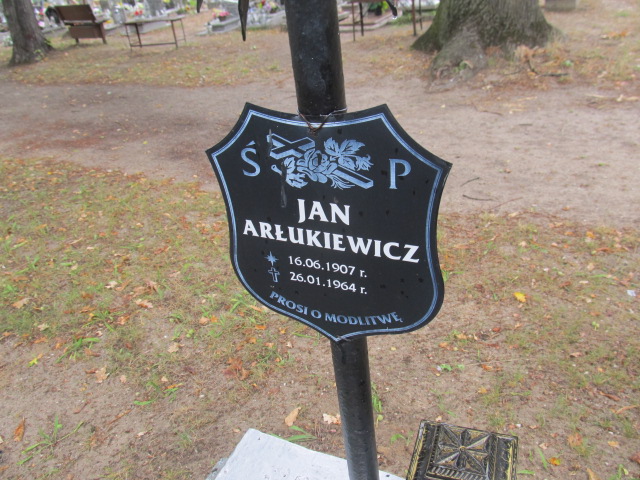 Ś P
JAN
ARŁUKIEWICZ
16.06.1907 r.
26.01.1964 r.
PROSI O MODLITWĘ